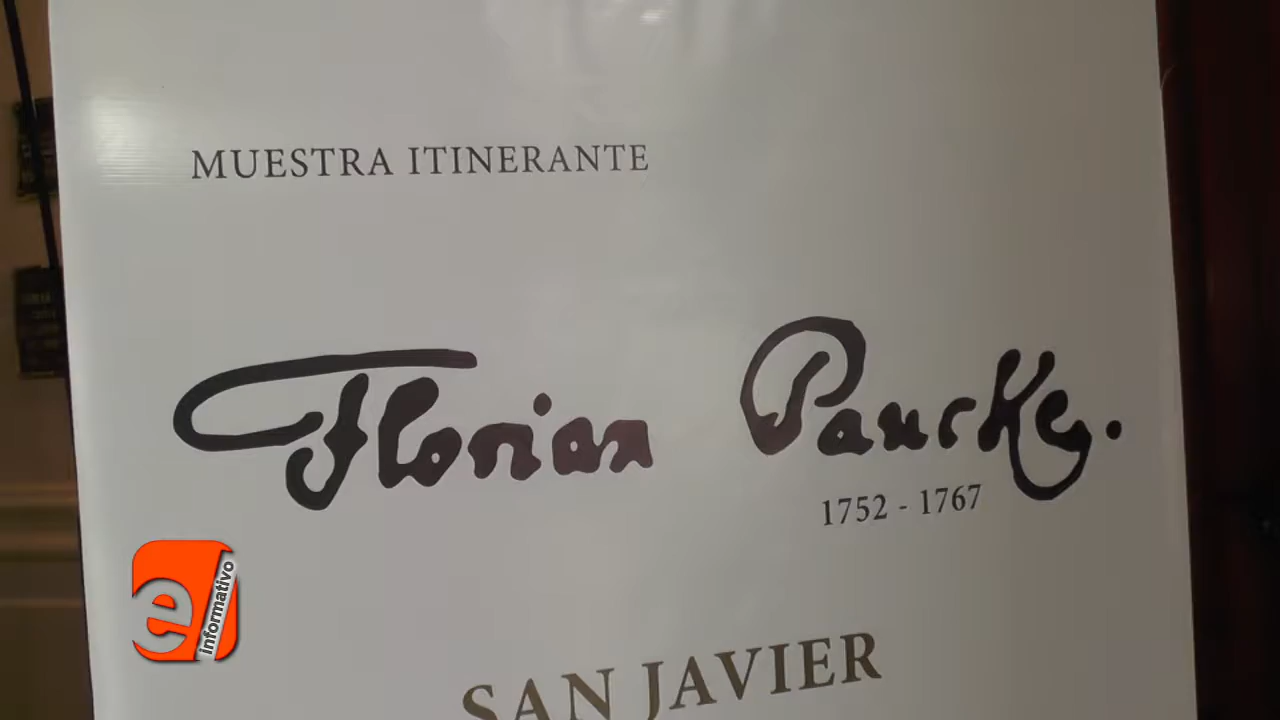 MUESTRA ITINERANTE
Florian Paucke.
1752 - 1767
e informativo
SAN JAVIER